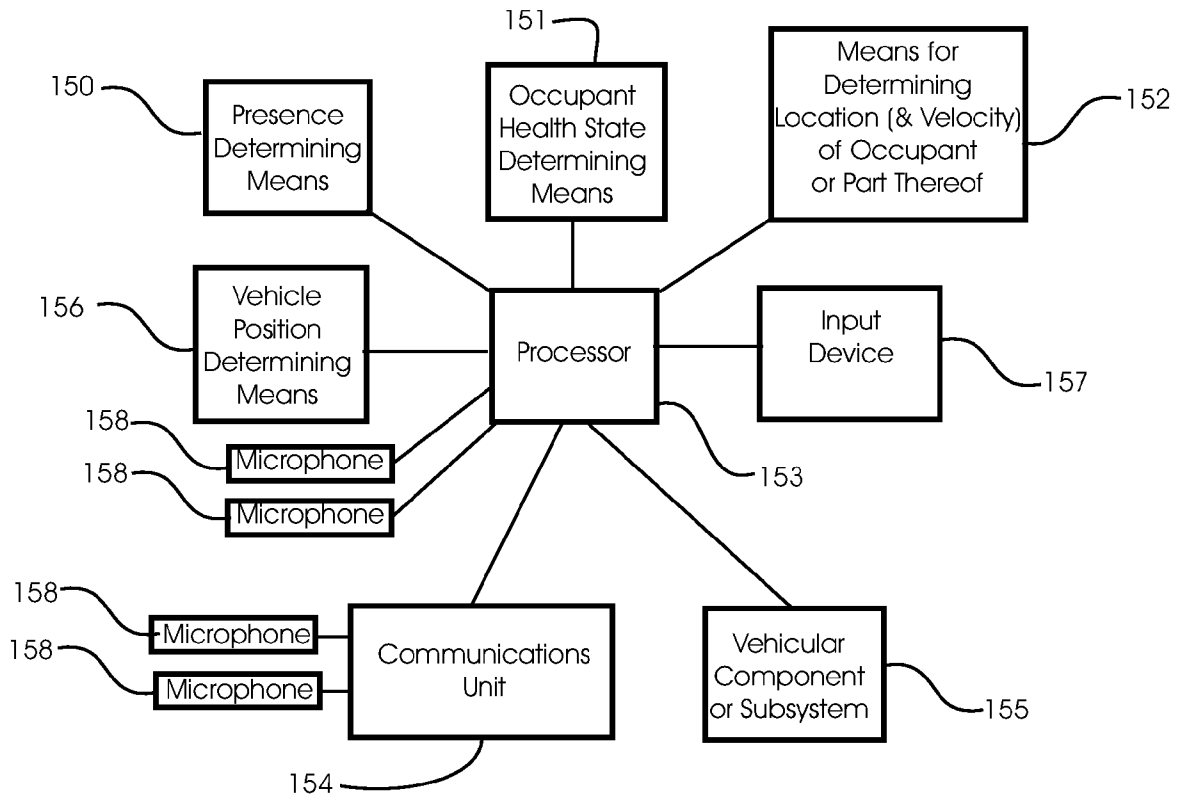 151
150
Presence
Determining
Means
Occupant
Health State
Determining
Means
Means for
Determining
Location (& Velocity)
of Occupant
or Part Thereof
152
156
Vehicle
Position
Determining
Means
Processor
Input
Device
157
158
Microphone
158
Microphone
153
158
Microphone
158
Microphone
Communications
Unit
154
Vehicular
Component
or Subsystem
155